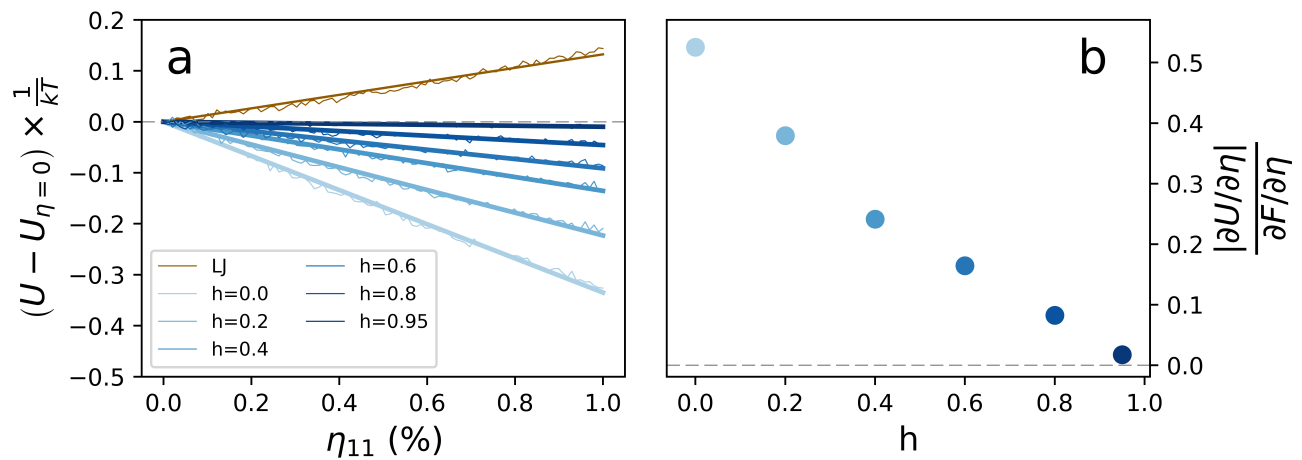 a
(U − U_{η=0}) × 1/kT
0.2
0.1
0.0
−0.1
−0.2
−0.3
−0.4
−0.5
LJ
h=0.0
h=0.2
h=0.4
h=0.6
h=0.8
h=0.95
0.0 0.2 0.4 0.6 0.8 1.0
η₁₁ (%)
b
0.5
0.4
0.3
0.2
0.1
0.0
|∂U/∂η|
∂F/∂η
0.0 0.2 0.4 0.6 0.8 1.0
h